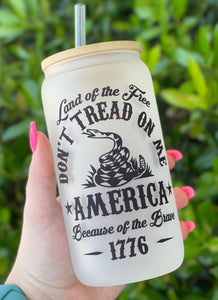 Land of the Free
DON'T TREAD ON ME
★AMERICA★
Because of the Brave
1776